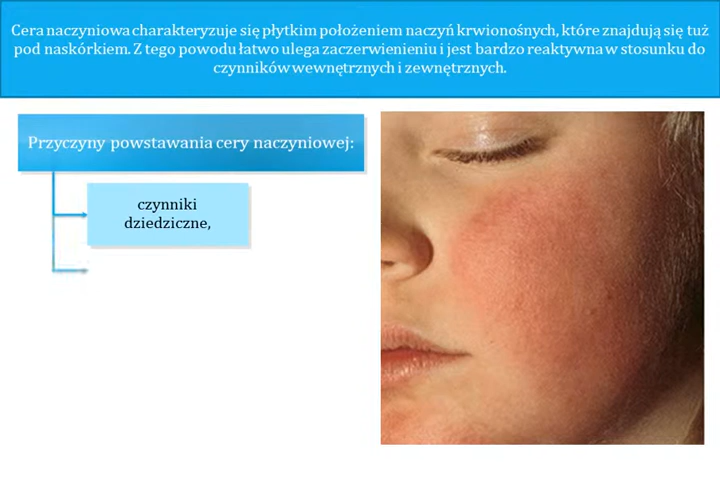 Cera naczyniowa charakteryzuje się płytkim położeniem naczyń krwionośnych, które znajdują się tuż
pod naskórkiem. Z tego powodu łatwo ulega zaczerwienieniu i jest bardzo reaktywna w stosunku do
czynników wewnętrznych i zewnętrznych.
Przyczyny powstawania cery naczyniowej:
czynniki
dziedziczne,